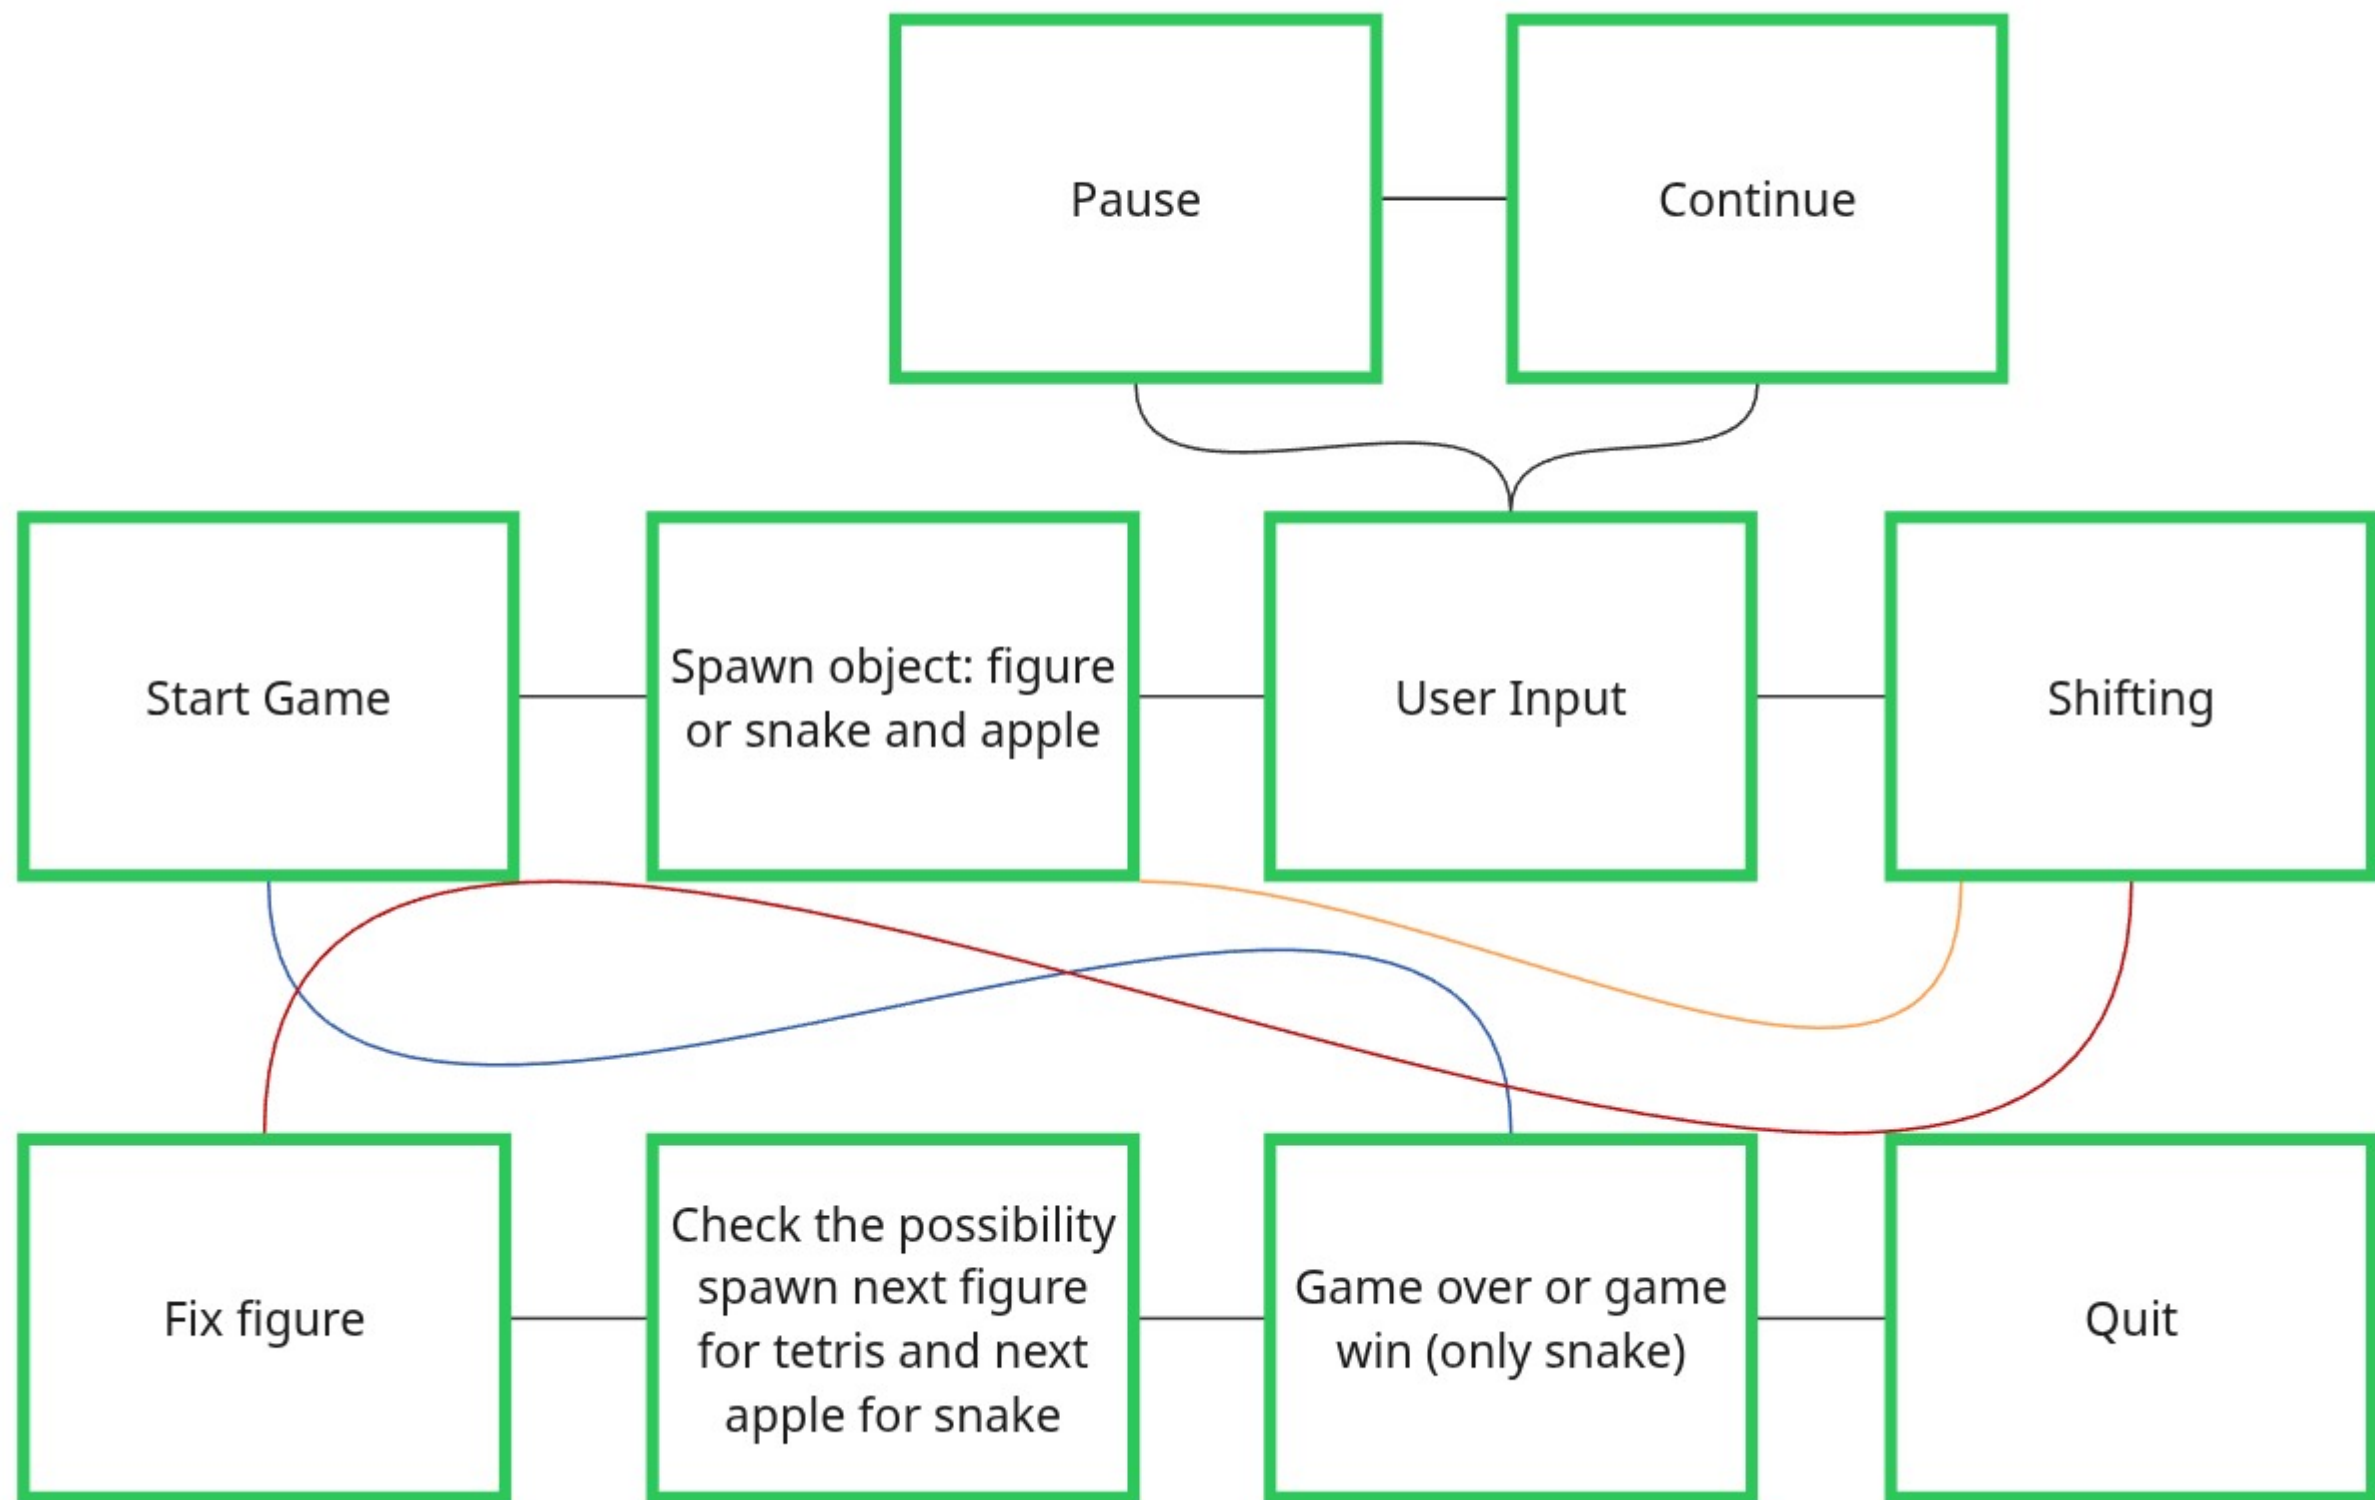 Pause
Continue
Start Game
Spawn object: figure
or snake and apple
User Input
Shifting
Fix figure
Check the possibility
spawn next figure
for tetris and next
apple for snake
Game over or game
win (only snake)
Quit